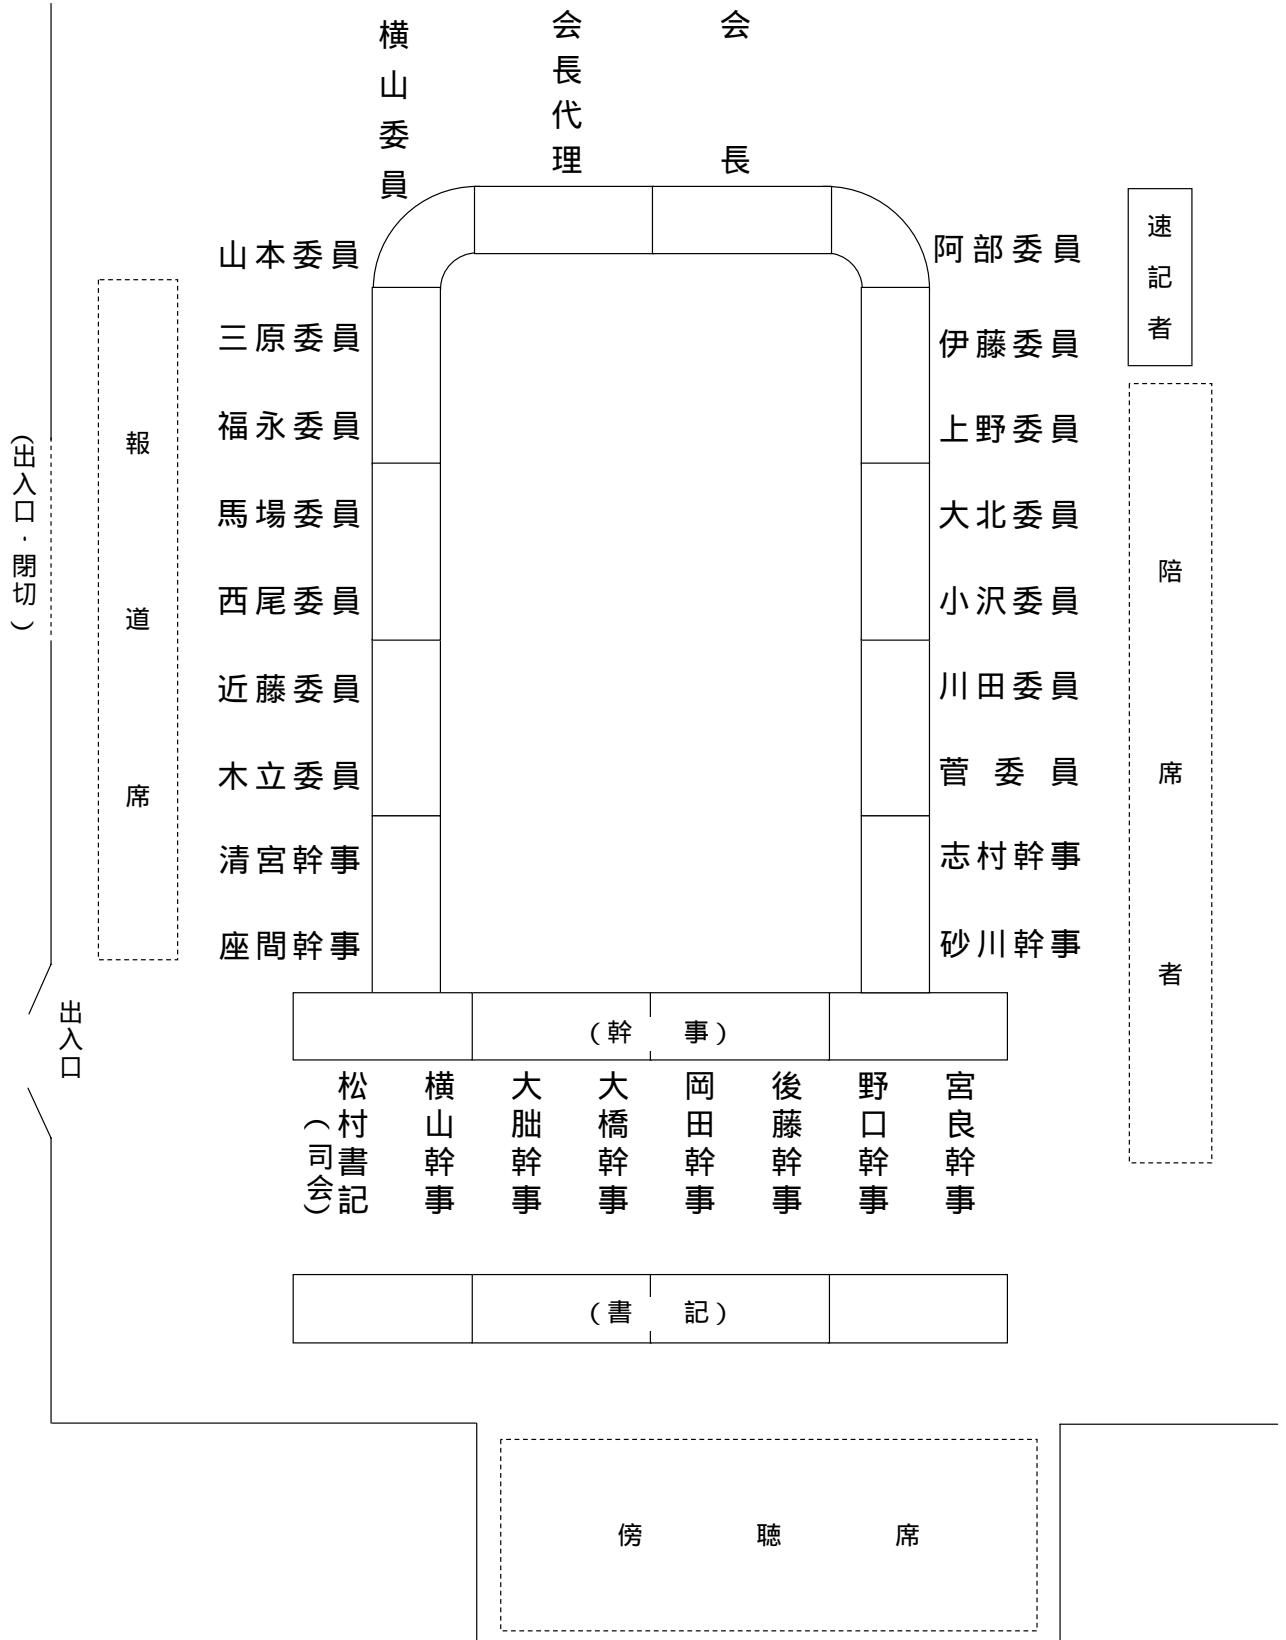 横山委員
会長代理
会長
山本委員
三原委員
福永委員
馬場委員
西尾委員
近藤委員
木立委員
清宮幹事
座間幹事
阿部委員
伊藤委員
上野委員
大北委員
小沢委員
川田委員
菅委員
志村幹事
砂川幹事
速記者
陪席者
報道席
(出入口・閉切)
出入口
(幹事)
松村書記
(司会)
横山幹事
大朏幹事
大橋幹事
岡田幹事
後藤幹事
野口幹事
宮良幹事
(書記)
傍聴席